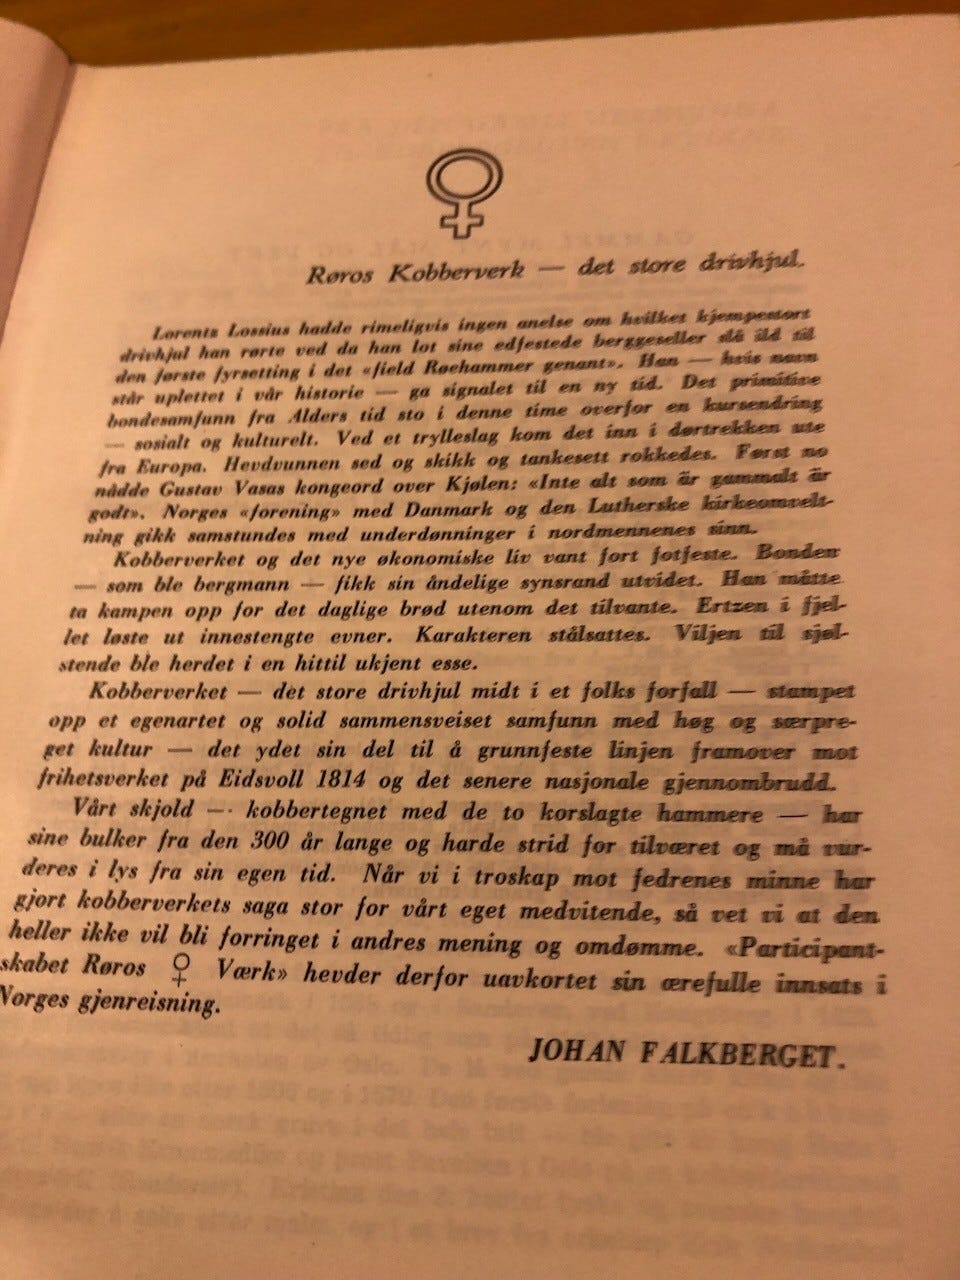 Røros Kobberverk — det store drivhjul.
Lorents Lossius hadde rimeligvis ingen anelse om hvilket kjempestort
drivhjul han rørte ved da han lot sine edfestede berggeseller slå ild til
den første fyrsetting i det «field Røehammer genant». Han — hvis navn
står uplettet i vår historie — ga signalet til en ny tid. Det primitive
bondesamfunn fra Alders tid sto i denne time overfor en kursendring
— sosialt og kulturelt. Ved et trylleslag kom det inn i dørtrekken ute
fra Europa. Hevdvunnen sed og skikk og tankesett rokkedes. Først no
nådde Gustav Vasas kongeord over Kjølen: «Inte alt som är gammalt är
godt». Norges «forening» med Danmark og den Lutherske kirkeomvelt-
ning gikk samstundes med underdønninger i nordmennenes sinn.
Kobberverket og det nye økonomiske liv vant fort fotfeste. Bonden
— som ble bergmann — fikk sin åndelige synsrand utvidet. Han måtte
ta kampen opp for det daglige brød utenom det tilvante. Ertzen i fjel-
let løste ut innestengte evner. Karakteren stålsattes. Viljen til sjøl-
stende ble herdet i en hittil ukjent esse.
Kobberverket — det store drivhjul midt i et folks forfall — stampet
opp et egenartet og solid sammensveiset samfunn med høg og særpre-
get kultur — det ydet sin del til å grunnfeste linjen framover mot
frihetsverket på Eidsvoll 1814 og det senere nasjonale gjennombrudd.
Vårt skjold — kobbertegnet med de to korslagte hammere — har
sine bulker fra den 300 år lange og harde strid for tilværet og må vur-
deres i lys fra sin egen tid. Når vi i troskap mot fedrenes minne har
gjort kobberverkets saga stor for vårt eget medvitende, så vet vi at den
heller ikke vil bli forringet i andres mening og omdømme. «Participant-
skabet Røros ♀ Værk» hevder derfor uavkortet sin ærefulle innsats i
Norges gjenreisning.
JOHAN FALKBERGET.